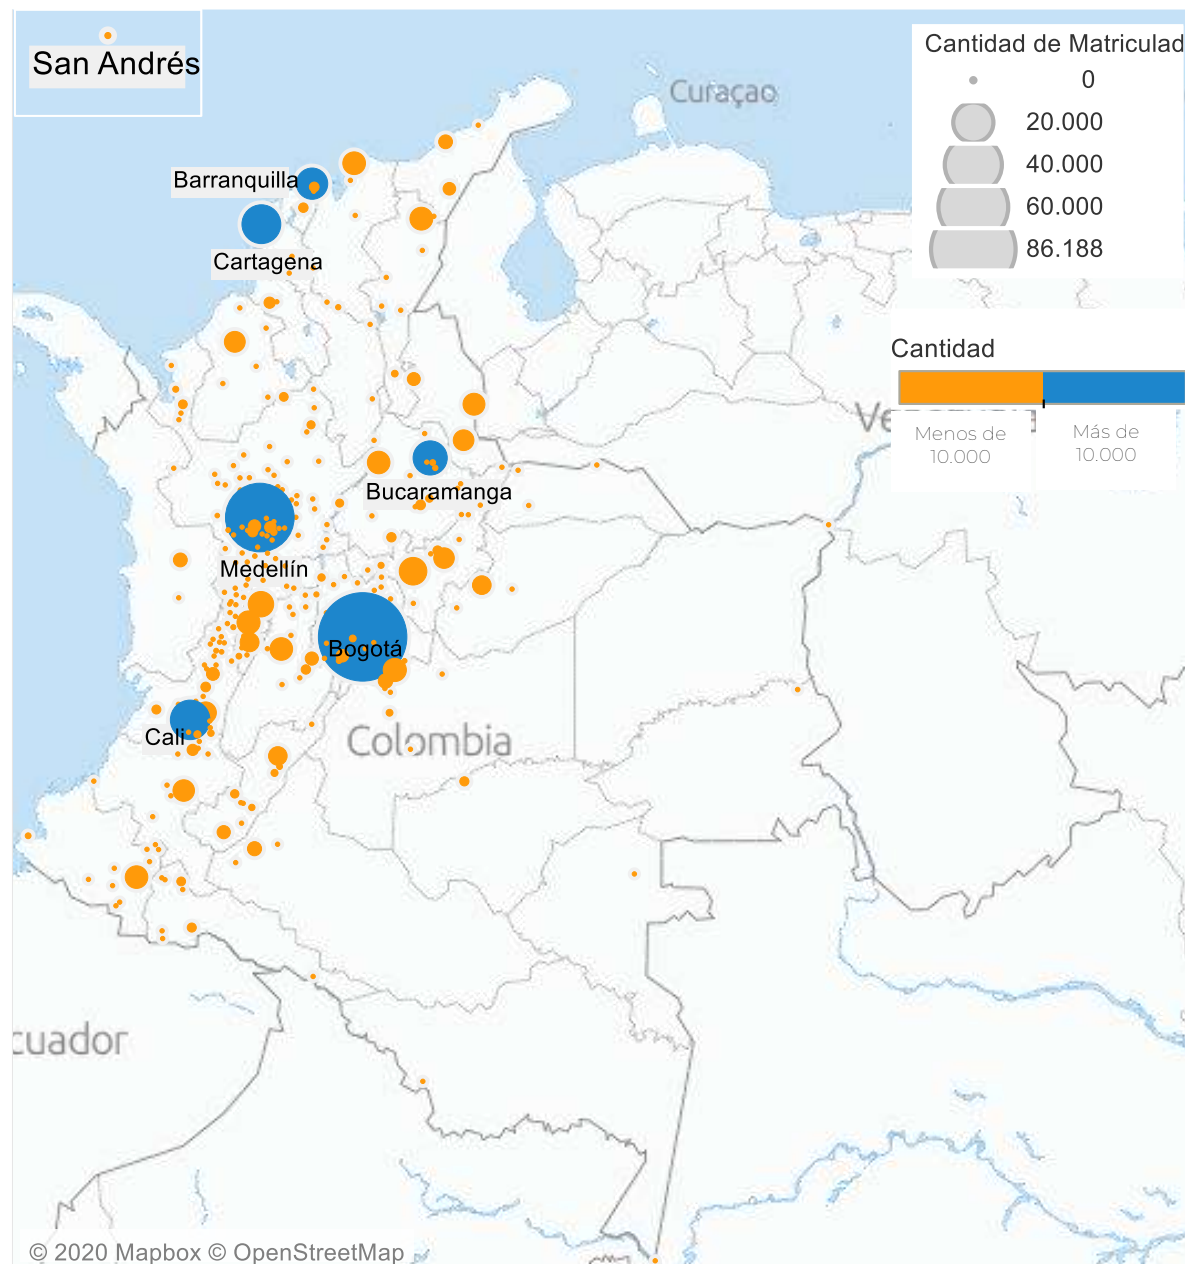 San Andrés
Cantidad de Matriculad
0
20.000
40.000
60.000
86.188
Curaçao
Barranquilla
Cartagena
Cantidad
Menos de
10.000
Más de
10.000
Bucaramanga
Medellín
Bogotá
Cali
Colombia
cuador
© 2020 Mapbox © OpenStreetMap